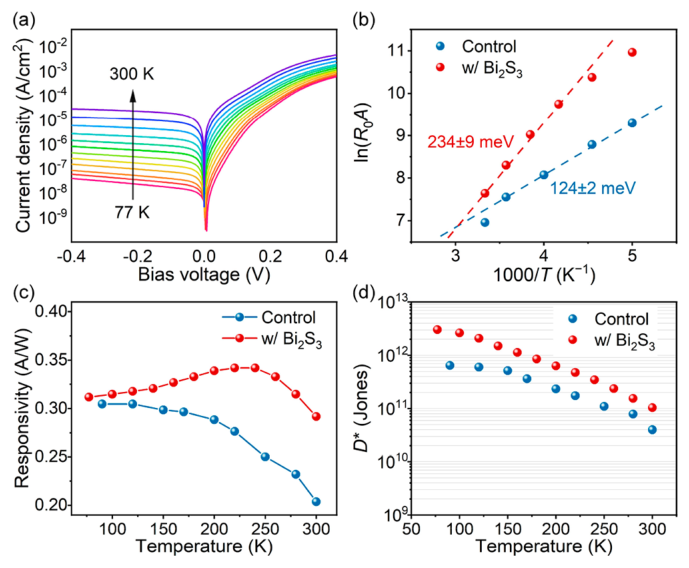 (a)
Current density (A/cm²)
10⁻²
10⁻³
10⁻⁴
10⁻⁵
10⁻⁶
10⁻⁷
10⁻⁸
10⁻⁹
300 K
77 K
-0.4 -0.2 0.0 0.2 0.4
Bias voltage (V)
(b)
ln(R₀A)
11
10
9
8
7
Control
w/ Bi₂S₃
234±9 meV
124±2 meV
3 4 5
1000/T (K⁻¹)
(c)
Responsivity (A/W)
0.40
0.35
0.30
0.25
0.20
Control
w/ Bi₂S₃
100 150 200 250 300
Temperature (K)
(d)
D* (Jones)
10¹³
10¹²
10¹¹
10¹⁰
10⁹
Control
w/ Bi₂S₃
50 100 150 200 250 300
Temperature (K)